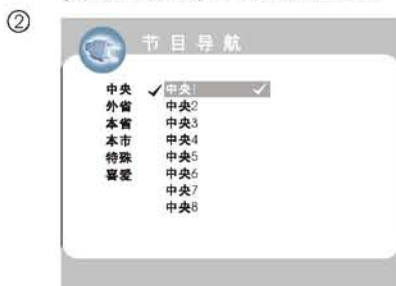 ②
节目导航
中央 ✓ 中央1 ✓
外省 中央2
本省 中央3
本市 中央4
特殊 中央5
喜爱 中央6
中央7
中央8